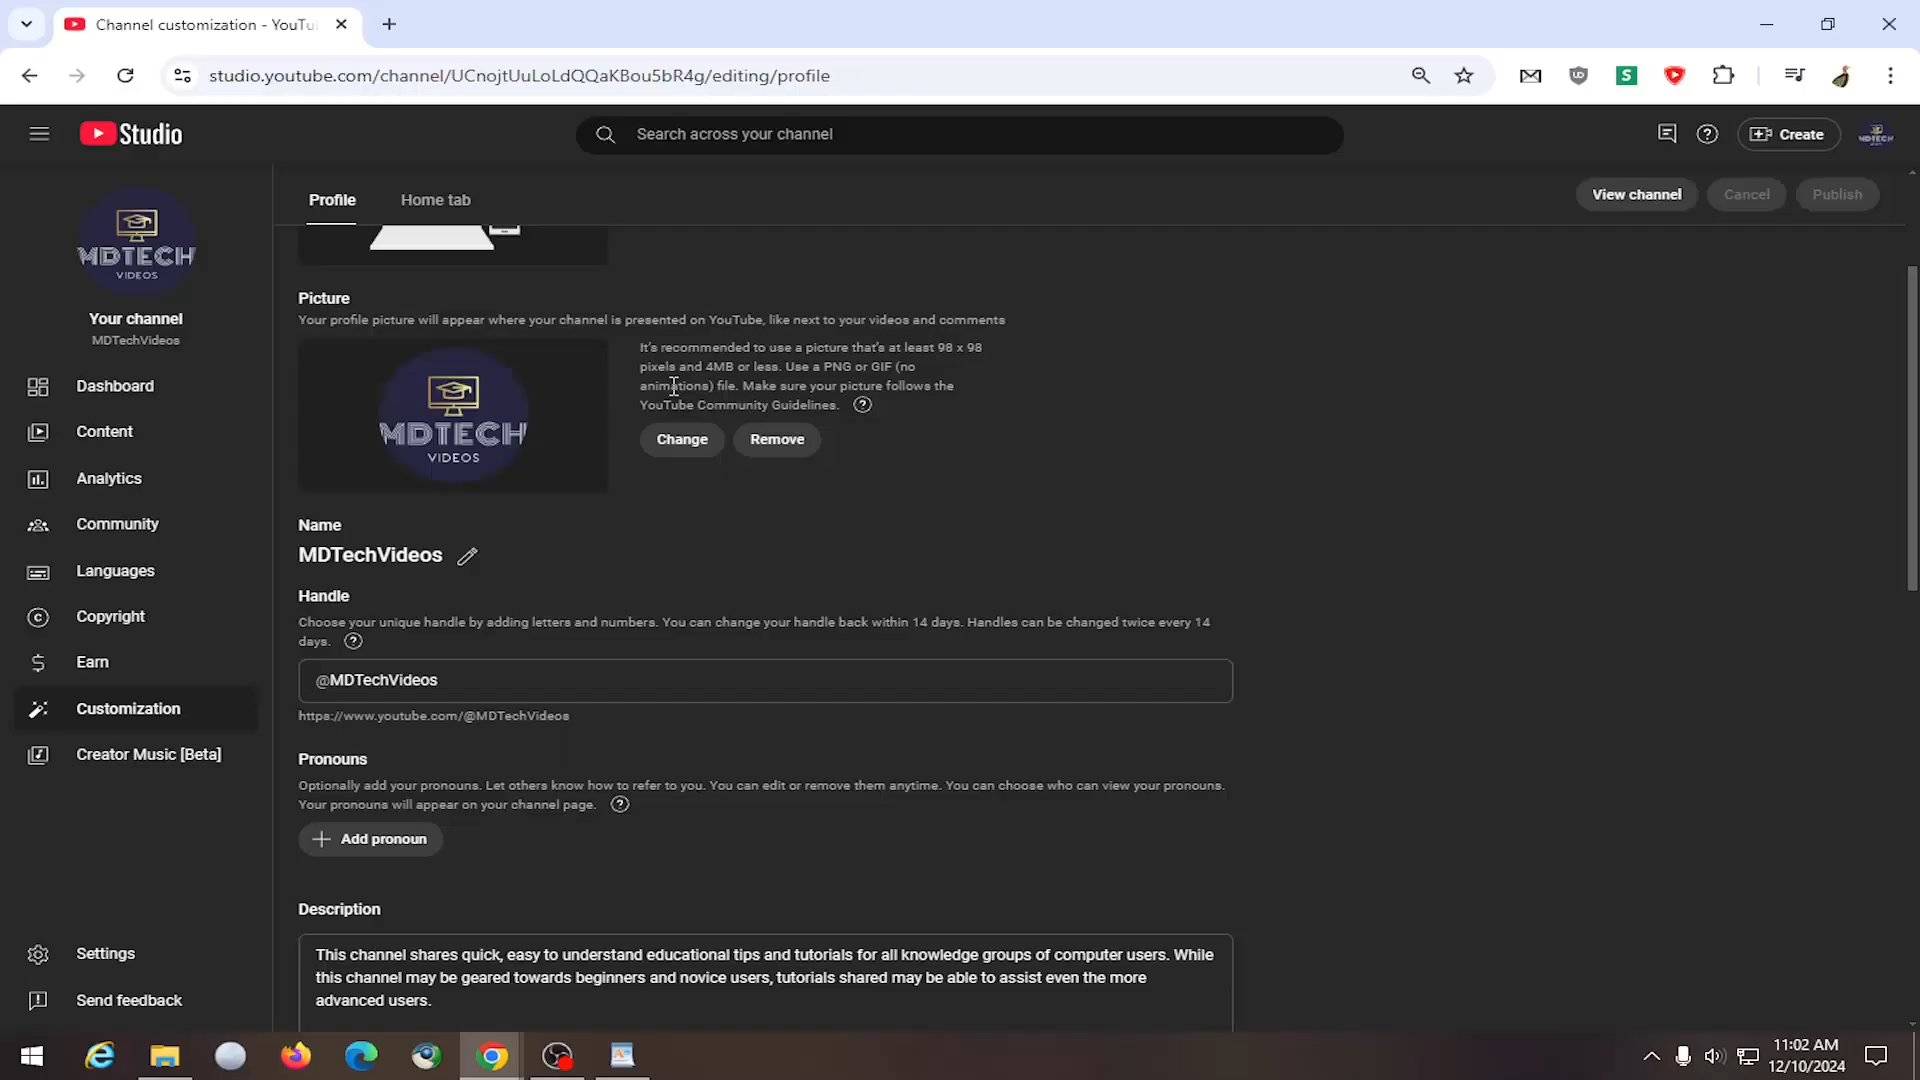 Channel customization - YouTu
studio.youtube.com/channel/UCnojtUuLoLdQQaKBou5bR4g/editing/profile
Studio
Search across your channel
Create
MDTECH
Profile
Home tab
View channel
Cancel
Publish
MDTECH
VIDEOS
Your channel
MDTechVideos
Dashboard
Content
Analytics
Community
Languages
Copyright
Earn
Customization
Creator Music [Beta]
Settings
Send feedback
Picture
Your profile picture will appear where your channel is presented on YouTube, like next to your videos and comments
MDTECH
VIDEOS
It's recommended to use a picture that's at least 98 x 98
pixels and 4MB or less. Use a PNG or GIF (no
animations) file. Make sure your picture follows the
YouTube Community Guidelines.
Change
Remove
Name
MDTechVideos
Handle
Choose your unique handle by adding letters and numbers. You can change your handle back within 14 days. Handles can be changed twice every 14
days.
@MDTechVideos
https://www.youtube.com/@MDTechVideos
Pronouns
Optionally add your pronouns. Let others know how to refer to you. You can edit or remove them anytime. You can choose who can view your pronouns.
Your pronouns will appear on your channel page.
Add pronoun
Description
This channel shares quick, easy to understand educational tips and tutorials for all knowledge groups of computer users. While
this channel may be geared towards beginners and novice users, tutorials shared may be able to assist even the more
advanced users.
11:02 AM
12/10/2024